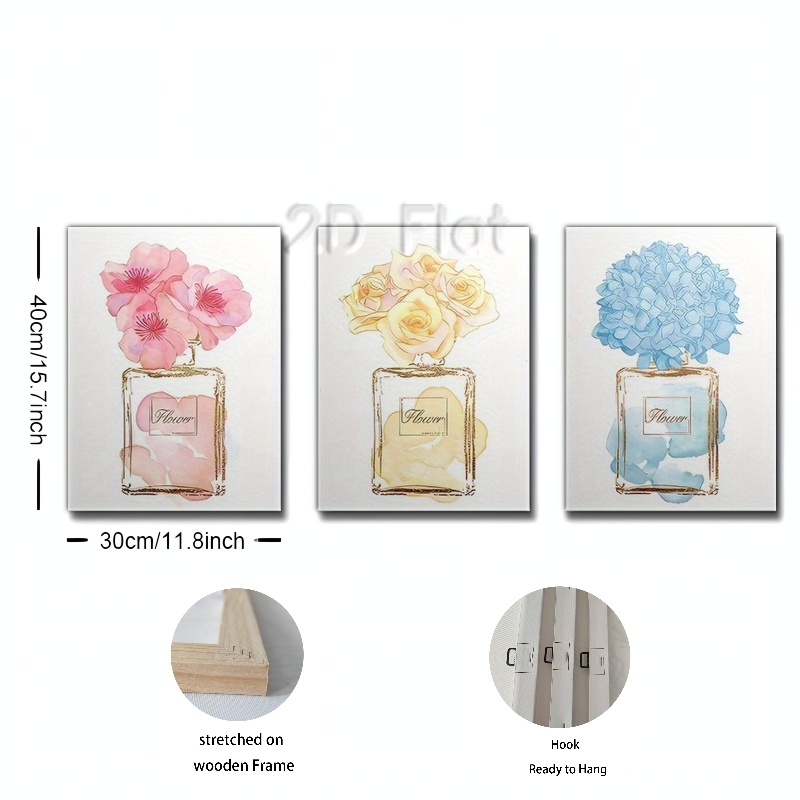 2D Flat
40cm/15.7inch
Flower
Flower
Flower
30cm/11.8inch
stretched on
wooden Frame
Hook
Ready to Hang